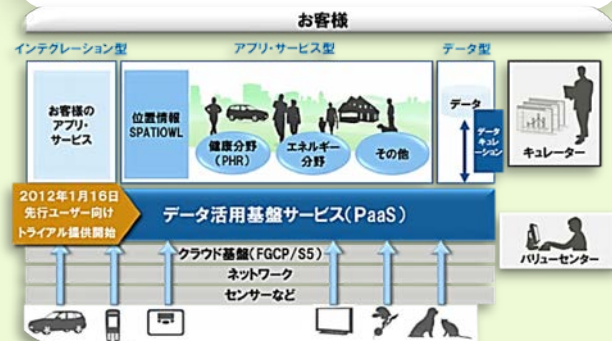 お客様
インテグレーション型
アプリ・サービス型
データ型
お客様の
アプリ・
サービス
位置情報
SPATIOWL
健康分野
(PHR)
エネルギー
分野
その他
データ
データ
キュレ
ーション
キュレーター
2012年1月16日
先行ユーザー向け
トライアル提供開始
データ活用基盤サービス(PaaS)
バリューセンター
クラウド基盤(FGCP/S5)
ネットワーク
センサーなど